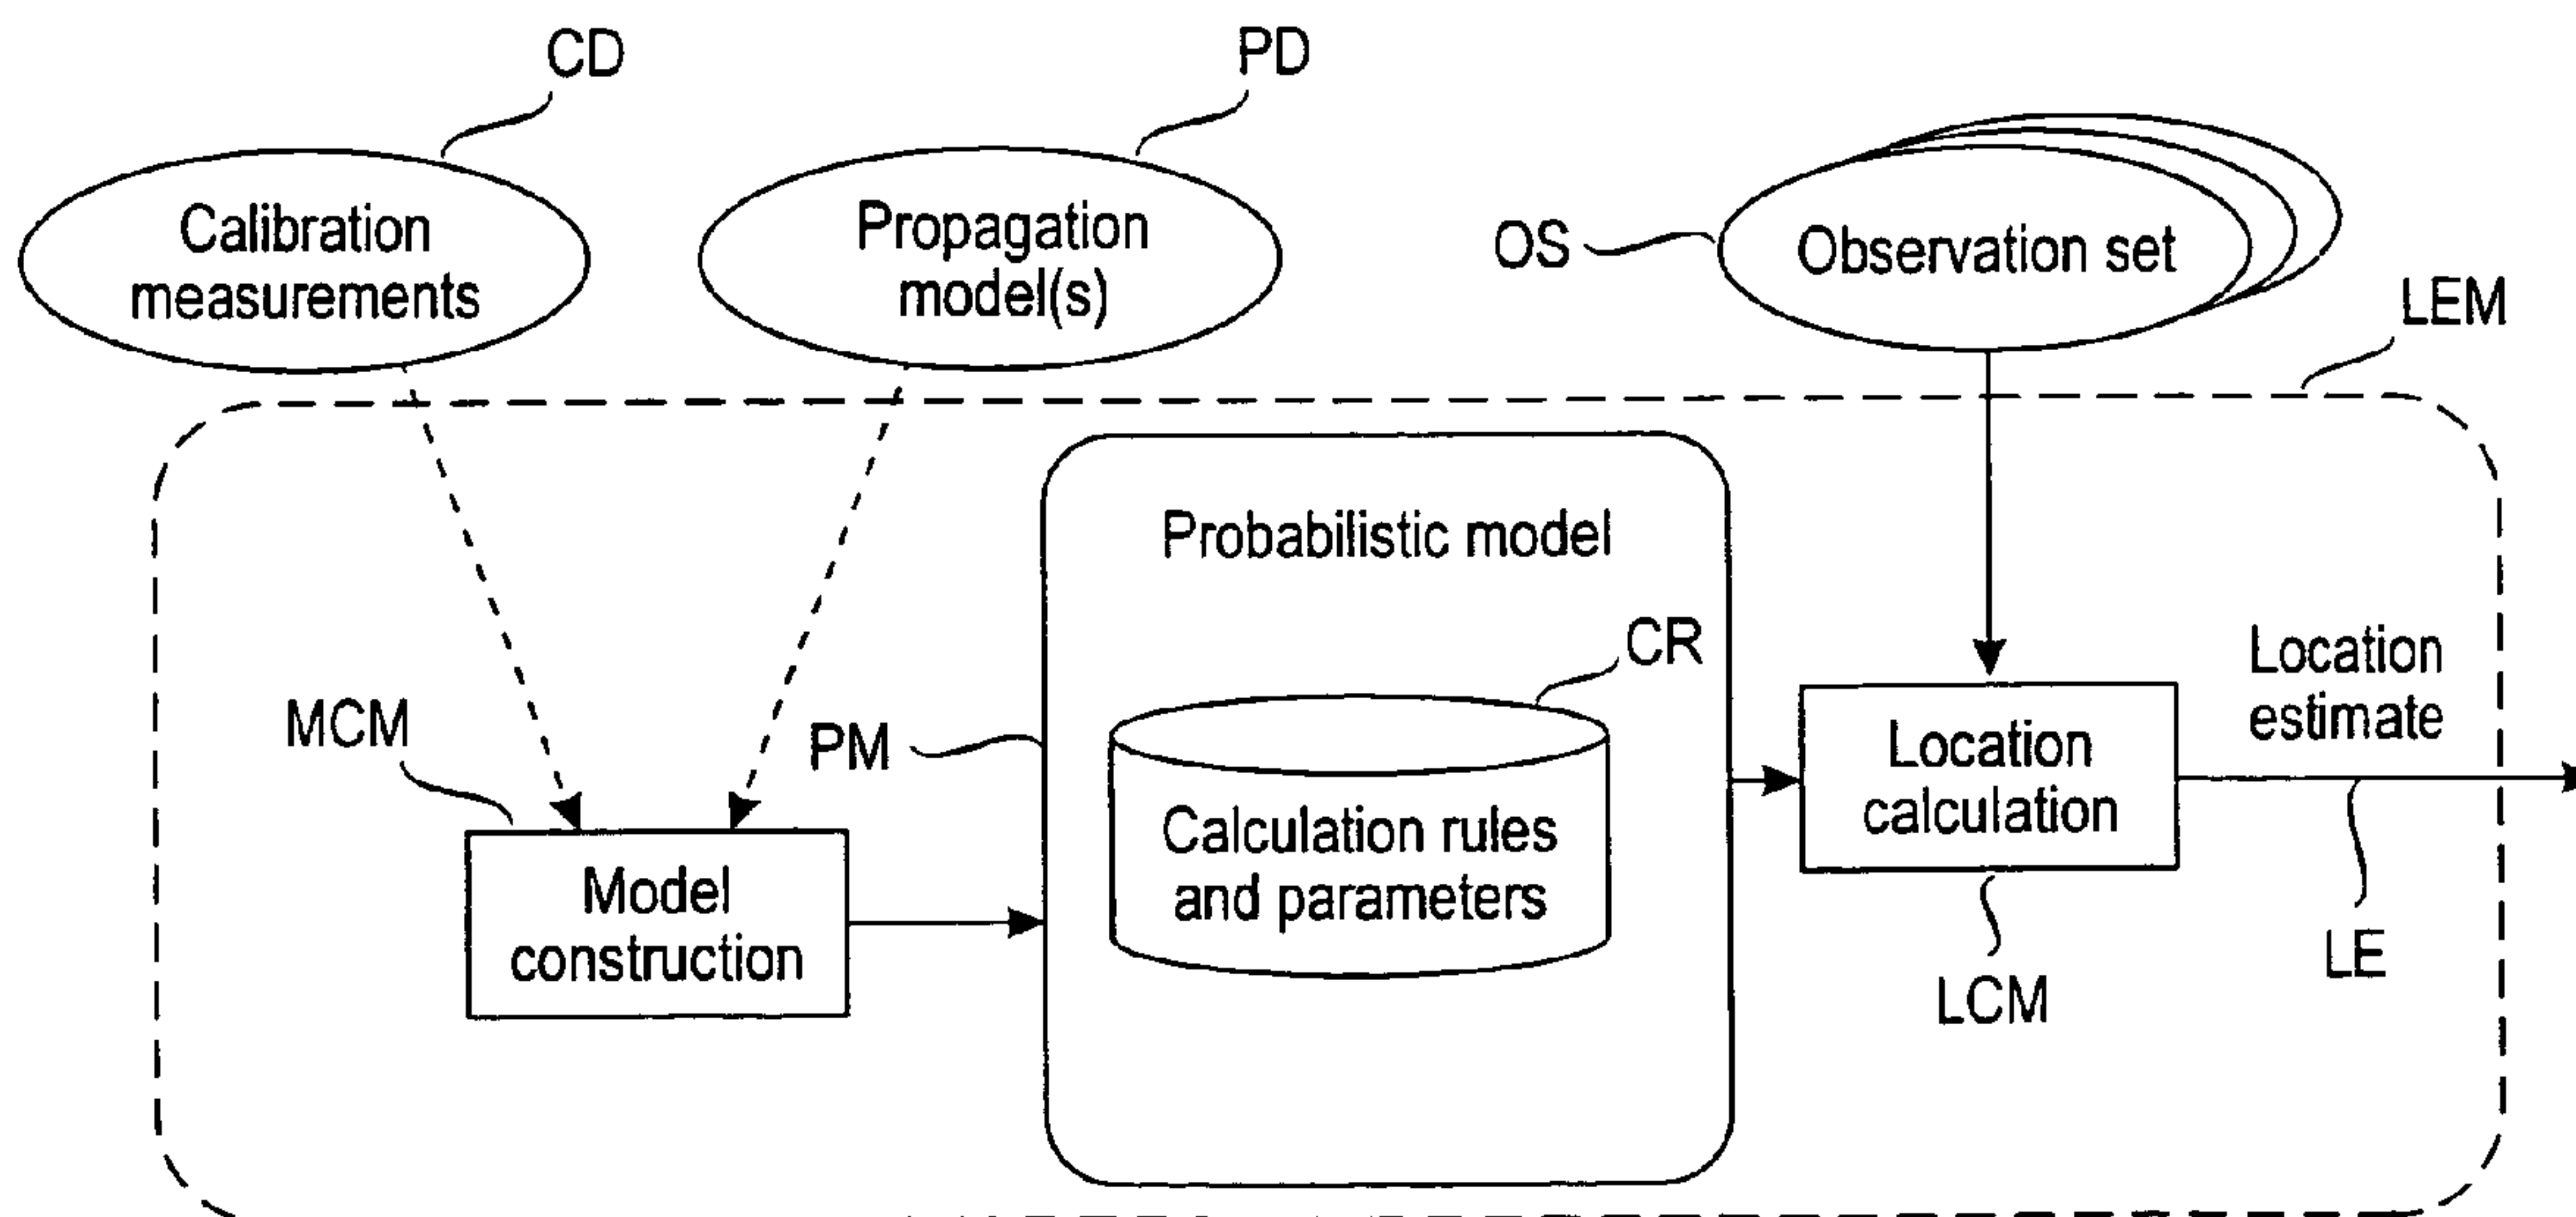 CD
PD
Calibration
measurements
Propagation
model(s)
OS
Observation set
LEM
Probabilistic model
CR
MCM
PM
Location
estimate
Location
calculation
Calculation rules
and parameters
Model
construction
LE
LCM